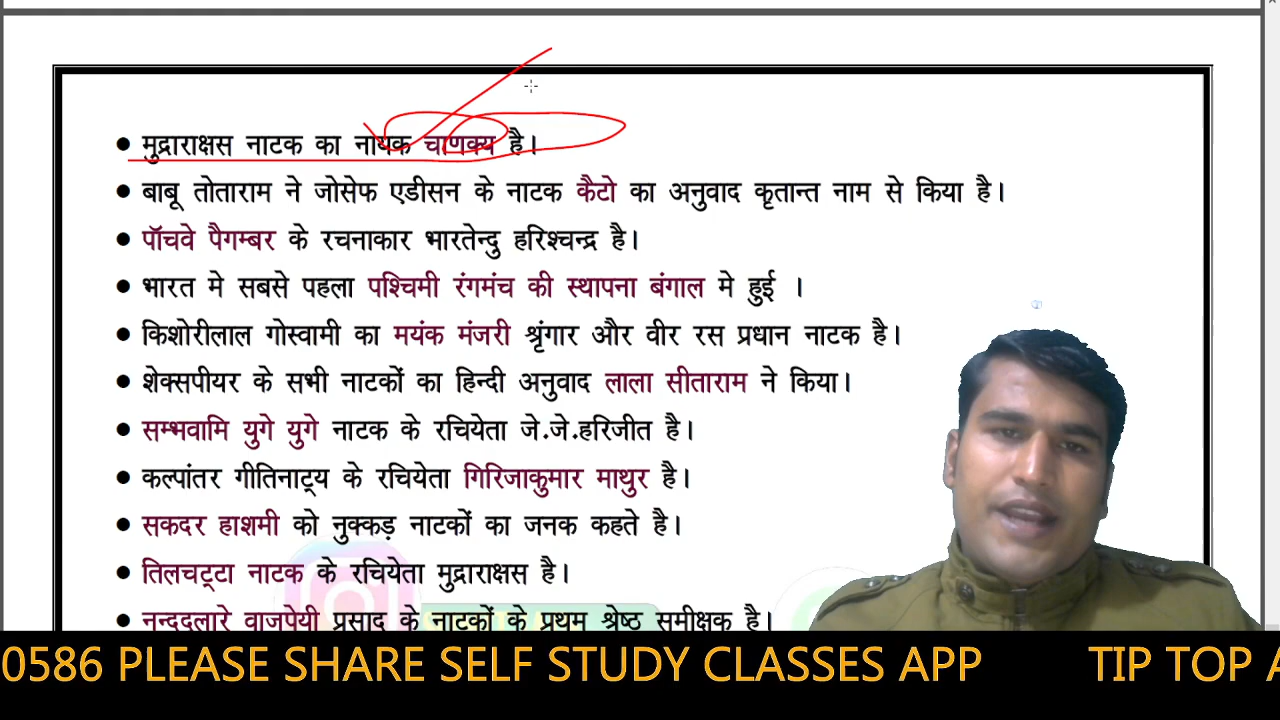 • मुद्राराक्षस नाटक का नायक चाणक्य है।
• बाबू तोताराम ने जोसेफ एडीसन के नाटक कैटो का अनुवाद कृतान्त नाम से किया है।
• पॉचवे पैगम्बर के रचनाकार भारतेन्दु हरिश्चन्द्र है।
• भारत मे सबसे पहला पश्चिमी रंगमंच की स्थापना बंगाल मे हुई ।
• किशोरीलाल गोस्वामी का मयंक मंजरी श्रृंगार और वीर रस प्रधान नाटक है।
• शेक्सपीयर के सभी नाटकों का हिन्दी अनुवाद लाला सीताराम ने किया।
• सम्भवामि युगे युगे नाटक के रचियेता जे.जे.हरिजीत है।
• कल्पांतर गीतिनाट्य के रचियेता गिरिजाकुमार माथुर है।
• सकदर हाशमी को नुक्कड़ नाटकों का जनक कहते है।
• तिलचट्टा नाटक के रचियेता मुद्राराक्षस है।
• नन्ददुलारे वाजपेयी प्रसाद के नाटकों के प्रथम श्रेष्ठ समीक्षक है।
0586 PLEASE SHARE SELF STUDY CLASSES APP TIP TOP A